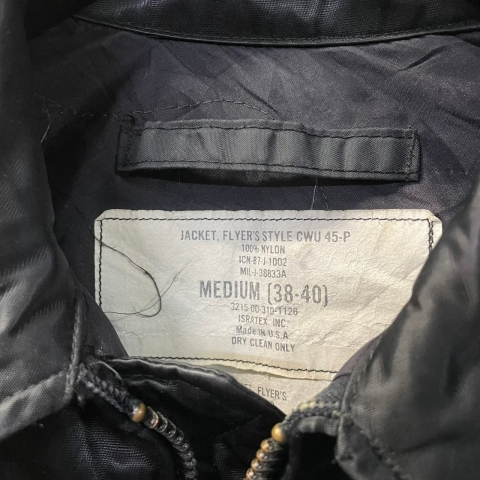 JACKET, FLYER'S STYLE CWU 45-P
100% NYLON
ICN-87-J-1002
MIL-J-38833A
MEDIUM (38-40)
3215-00-310-1126
ISRATEX, INC.
Made in U.S.A
DRY CLEAN ONLY
FLYER'S